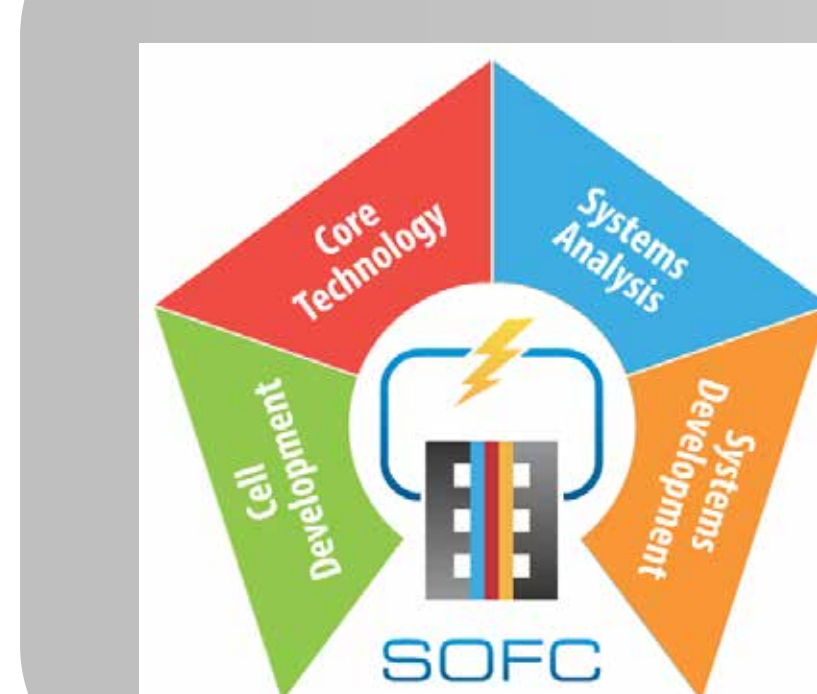 Core
Technology
Systems
Analysis
Cell
Development
Systems
Development
SOFC